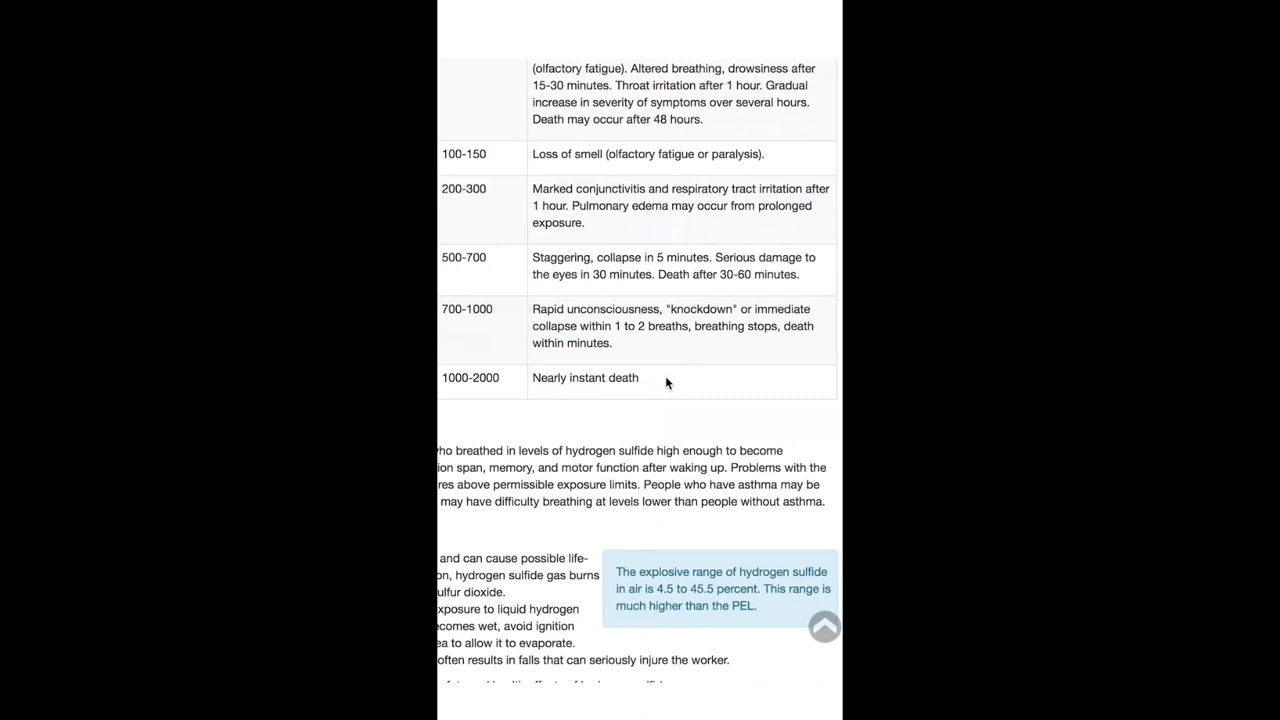 (olfactory fatigue). Altered breathing, drowsiness after
15-30 minutes. Throat irritation after 1 hour. Gradual
increase in severity of symptoms over several hours.
Death may occur after 48 hours.
100-150 Loss of smell (olfactory fatigue or paralysis).
200-300 Marked conjunctivitis and respiratory tract irritation after
1 hour. Pulmonary edema may occur from prolonged
exposure.
500-700 Staggering, collapse in 5 minutes. Serious damage to
the eyes in 30 minutes. Death after 30-60 minutes.
700-1000 Rapid unconsciousness, "knockdown" or immediate
collapse within 1 to 2 breaths, breathing stops, death
within minutes.
1000-2000 Nearly instant death
who breathed in levels of hydrogen sulfide high enough to become
ion span, memory, and motor function after waking up. Problems with the
res above permissible exposure limits. People who have asthma may be
may have difficulty breathing at levels lower than people without asthma.
and can cause possible life-
on, hydrogen sulfide gas burns
ulfur dioxide.
xposure to liquid hydrogen
ecomes wet, avoid ignition
ea to allow it to evaporate.
often results in falls that can seriously injure the worker.
The explosive range of hydrogen sulfide
in air is 4.5 to 45.5 percent. This range is
much higher than the PEL.